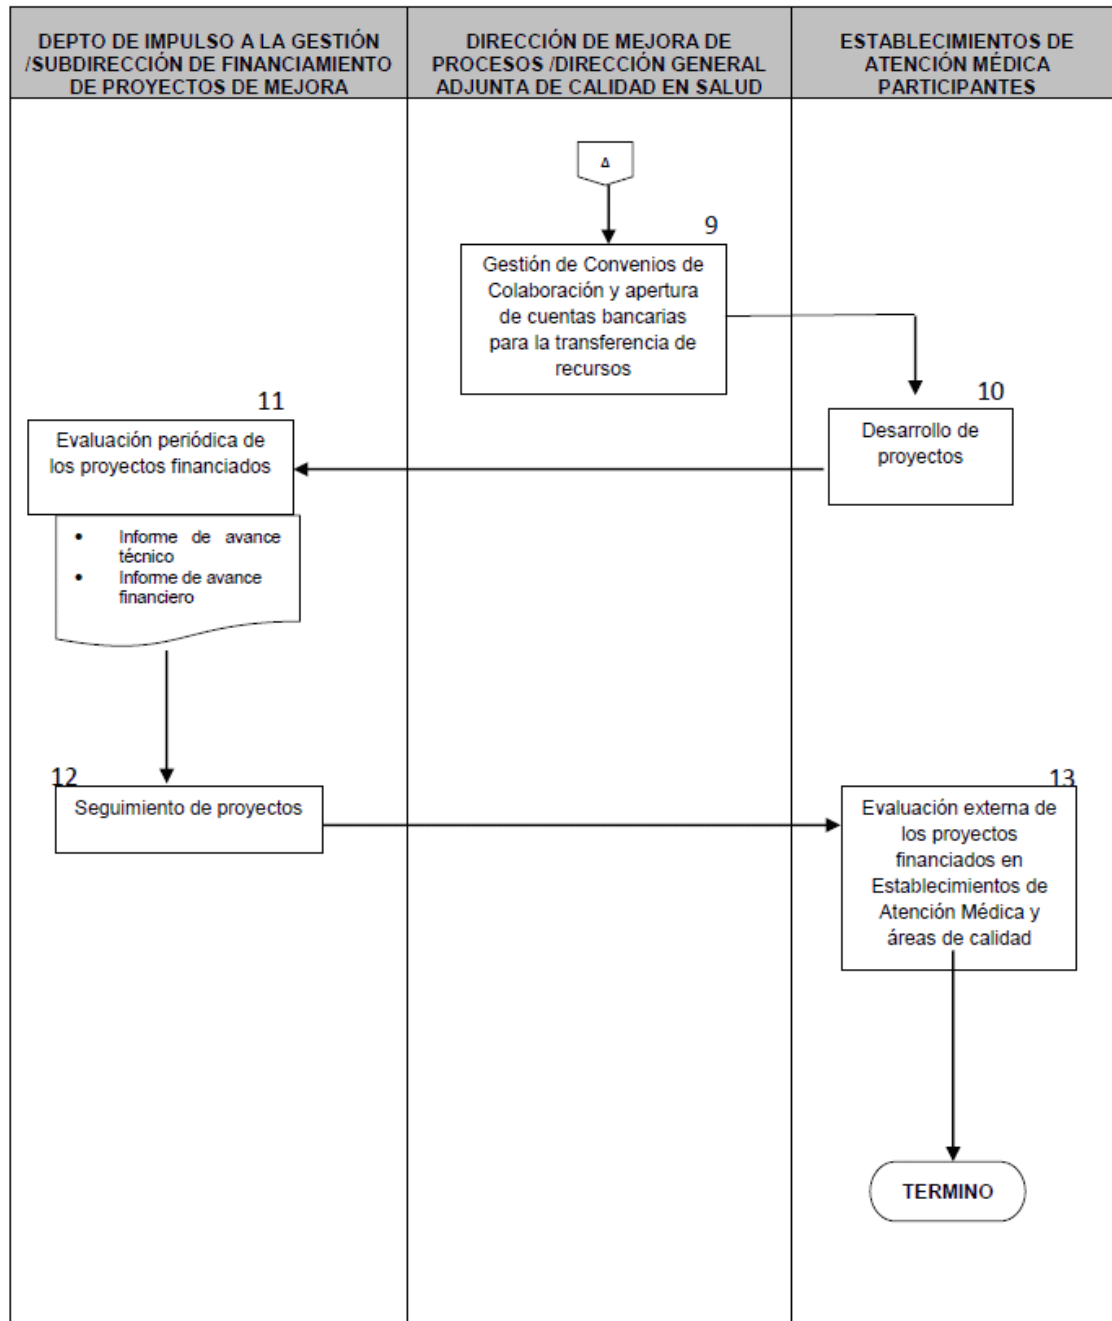 DEPTO DE IMPULSO A LA GESTIÓN
/SUBDIRECCIÓN DE FINANCIAMIENTO
DE PROYECTOS DE MEJORA
DIRECCIÓN DE MEJORA DE
PROCESOS /DIRECCIÓN GENERAL
ADJUNTA DE CALIDAD EN SALUD
ESTABLECIMIENTOS DE
ATENCIÓN MÉDICA
PARTICIPANTES
A
9
Gestión de Convenios de
Colaboración y apertura
de cuentas bancarias
para la transferencia de
recursos
10
Desarrollo de
proyectos
11
Evaluación periódica de
los proyectos financiados
• Informe de avance
técnico
• Informe de avance
financiero
12
Seguimiento de proyectos
13
Evaluación externa de
los proyectos
financiados en
Establecimientos de
Atención Médica y
áreas de calidad
TERMINO